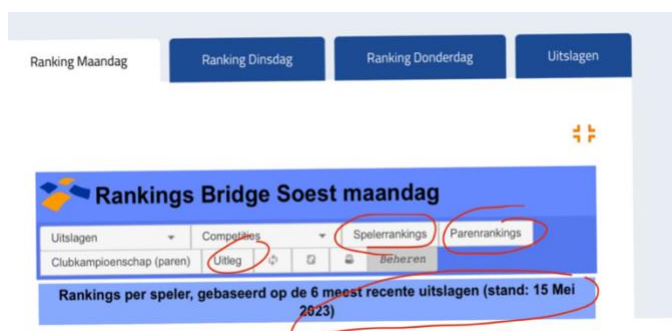 Ranking Maandag Ranking Dinsdag Ranking Donderdag Uitslagen
Rankings Bridge Soest maandag
Uitslagen Competities Spelerrankings Parenrankings
Clubkampioenschap (paren) Uitleg Beheren
Rankings per speler, gebaseerd op de 6 meest recente uitslagen (stand: 15 Mei
2023)